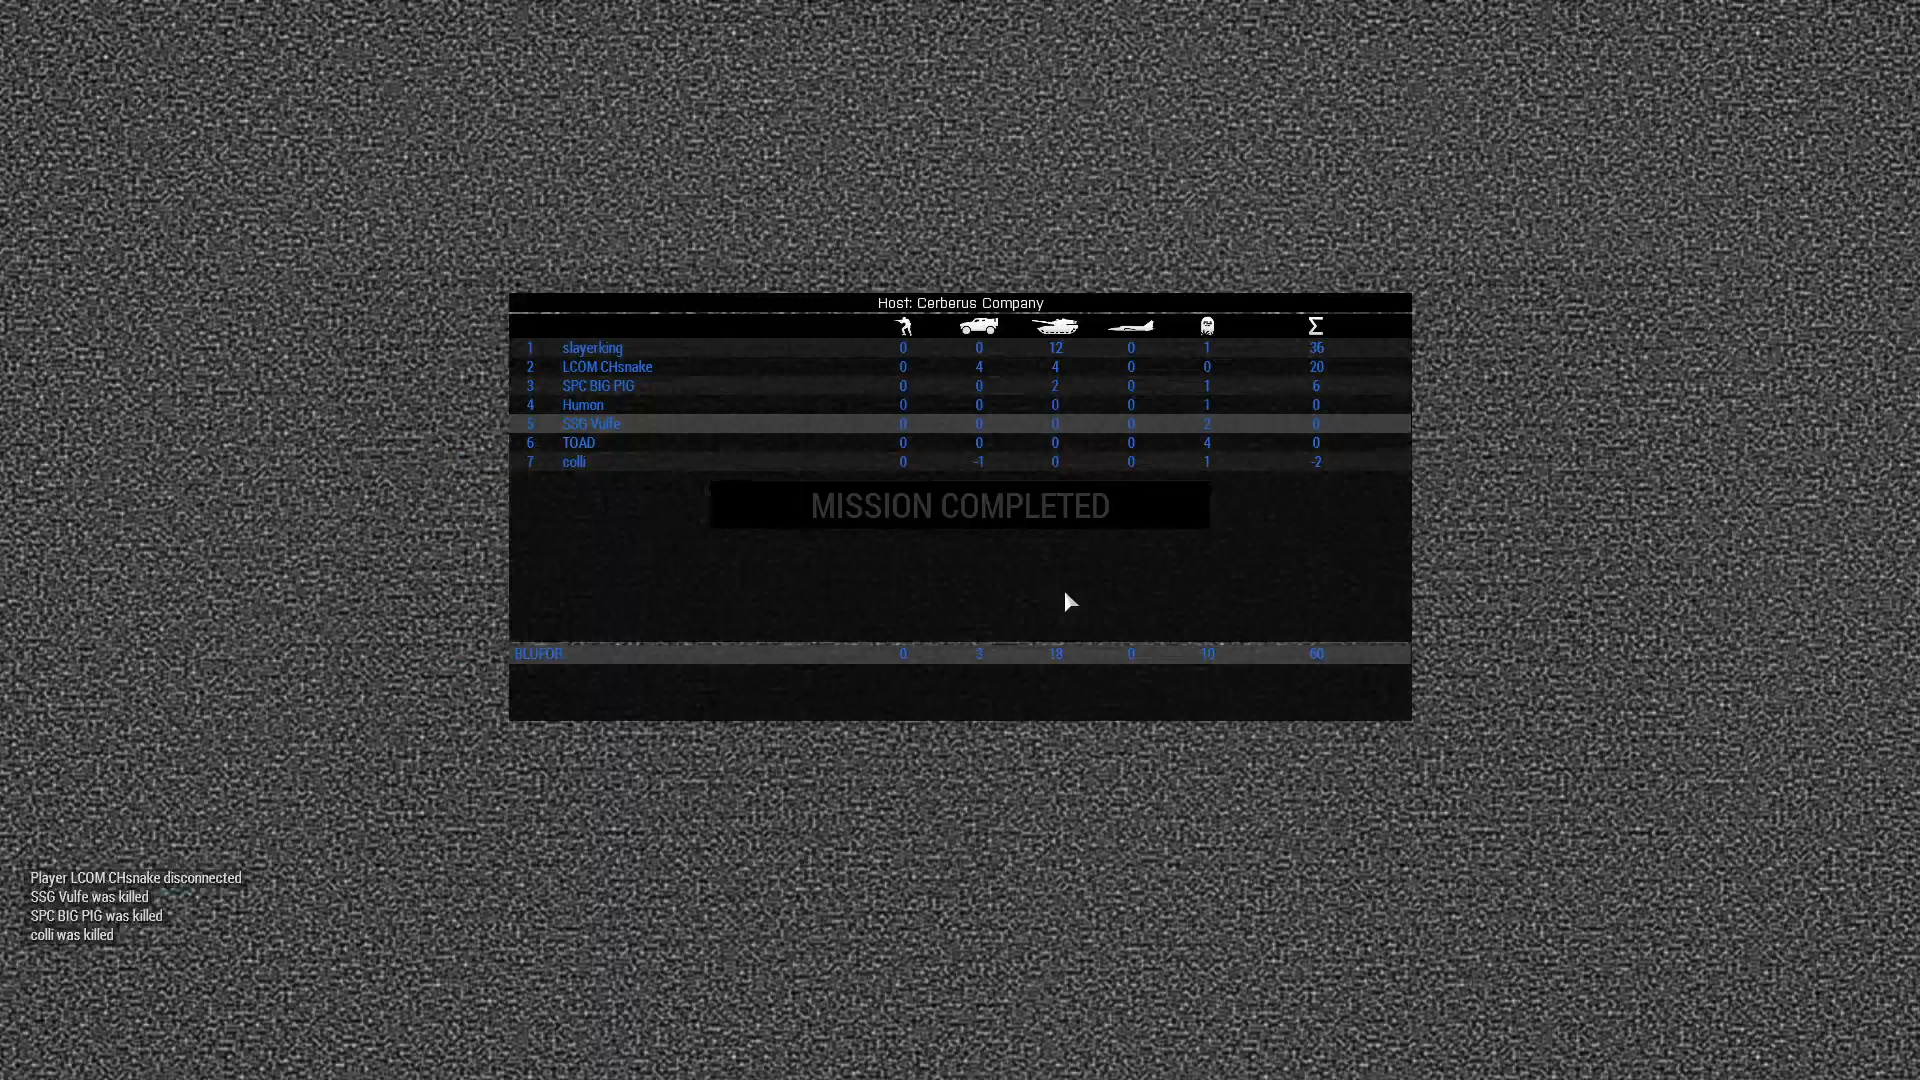 Host: Cerberus Company
Σ
1 slayerking 0 0 12 0 1 36
2 LCOM CHsnake 0 4 4 0 0 20
3 SPC BIG PIG 0 0 2 0 1 6
4 Humon 0 0 0 0 1 0
5 SSG Vulfe 0 0 0 0 2 0
6 TOAD 0 0 0 0 4 0
7 colli 0 -1 0 0 1 -2
MISSION COMPLETED
BLUFOR 0 3 18 0 10 60
Player LCOM CHsnake disconnected
SSG Vulfe was killed
SPC BIG PIG was killed
colli was killed